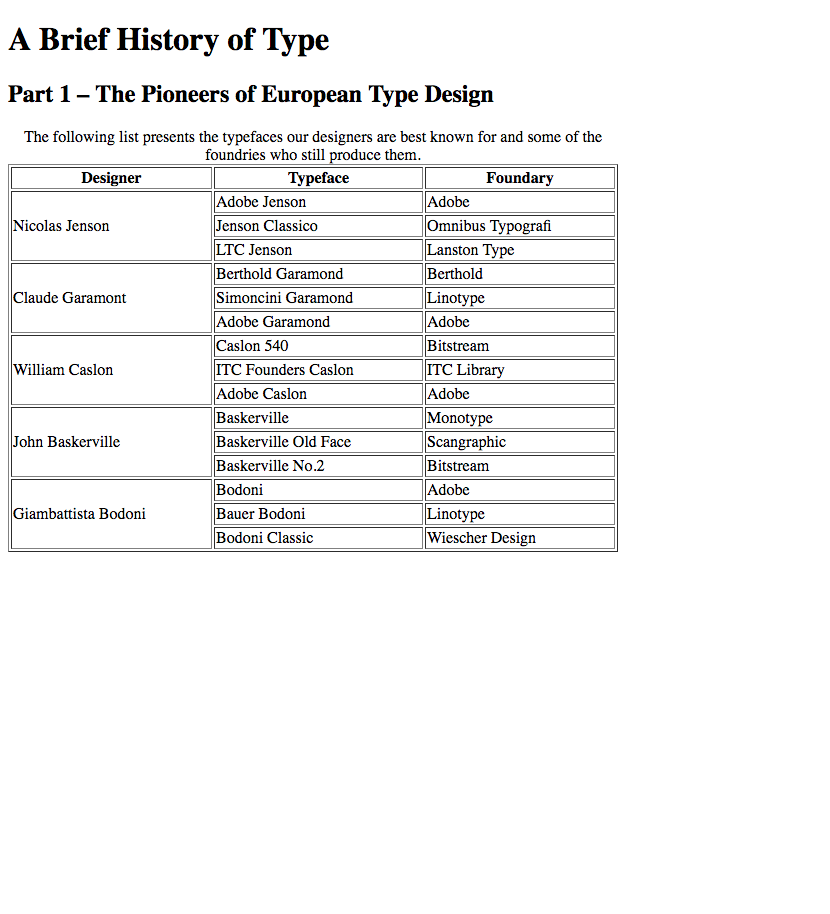 A Brief History of Type
Part 1 – The Pioneers of European Type Design
The following list presents the typefaces our designers are best known for and some of the
foundries who still produce them.
Designer Typeface Foundary
Nicolas Jenson Adobe Jenson Adobe
Jenson Classico Omnibus Typografi
LTC Jenson Lanston Type
Claude Garamont Berthold Garamond Berthold
Simoncini Garamond Linotype
Adobe Garamond Adobe
William Caslon Caslon 540 Bitstream
ITC Founders Caslon ITC Library
Adobe Caslon Adobe
John Baskerville Baskerville Monotype
Baskerville Old Face Scangraphic
Baskerville No.2 Bitstream
Giambattista Bodoni Bodoni Adobe
Bauer Bodoni Linotype
Bodoni Classic Wiescher Design